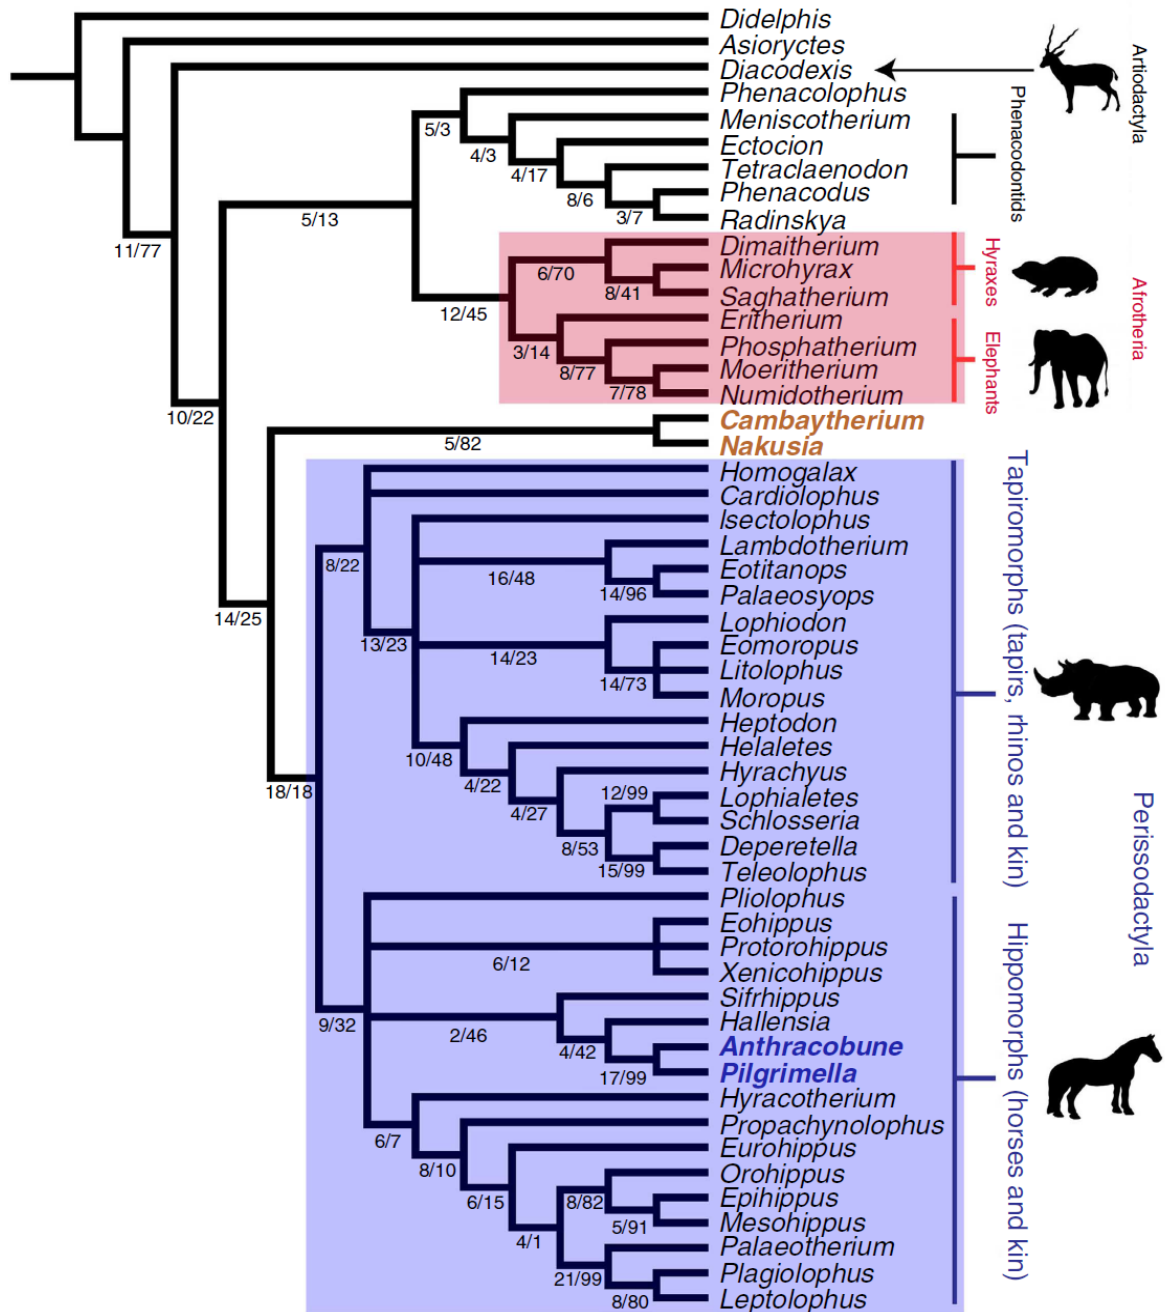 Didelphis
Asioryctes
Diacodexis
Artiodactyla
Phenacolophus
5/3
Meniscotherium
4/3
Ectocion
4/17
Tetraclaenodon
8/6
Phenacodus
3/7
Radinskya
Phenacodontids
5/13
11/77
Dimaitherium
6/70
Microhyrax
8/41
Saghatherium
Hyraxes
12/45
Eritherium
3/14
Phosphatherium
8/77
Moeritherium
7/78
Numidotherium
Elephants
Afrotheria
10/22
Cambaytherium
5/82
Nakusia
Homogalax
Cardiolophus
Isectolophus
8/22
Lambdotherium
16/48
Eotitanops
14/96
Palaeosyops
14/25
Lophiodon
13/23
Eomoropus
14/23
Litolophus
14/73
Moropus
Heptodon
10/48
Helaletes
4/22
Hyrachyus
18/18
12/99
Lophialetes
4/27
Schlosseria
8/53
Deperetella
15/99
Teleolophus
Tapiromorphs (tapirs, rhinos and kin)
Perissodactyla
Pliolophus
Eohippus
Protorohippus
6/12
Xenicohippus
Sifrhippus
9/32
2/46
Hallensia
4/42
Anthracobune
17/99
Pilgrimella
Hyracotherium
6/7
Propachynolophus
8/10
Eurohippus
6/15
Orohippus
8/82
Epihippus
5/91
Mesohippus
4/1
Palaeotherium
21/99
Plagiolophus
8/80
Leptolophus
Hippomorphs (horses and kin)